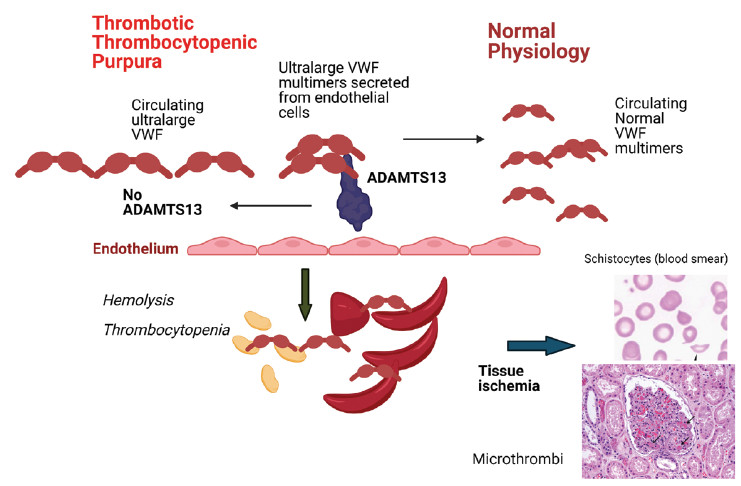 Thrombotic
Thrombocytopenic
Purpura
Normal
Physiology
Ultralarge VWF
multimers secreted
from endothelial
cells
Circulating
ultralarge
VWF
Circulating
Normal
VWF
multimers
ADAMTS13
No
ADAMTS13
Endothelium
Schistocytes (blood smear)
Hemolysis
Thrombocytopenia
Tissue
ischemia
Microthrombi